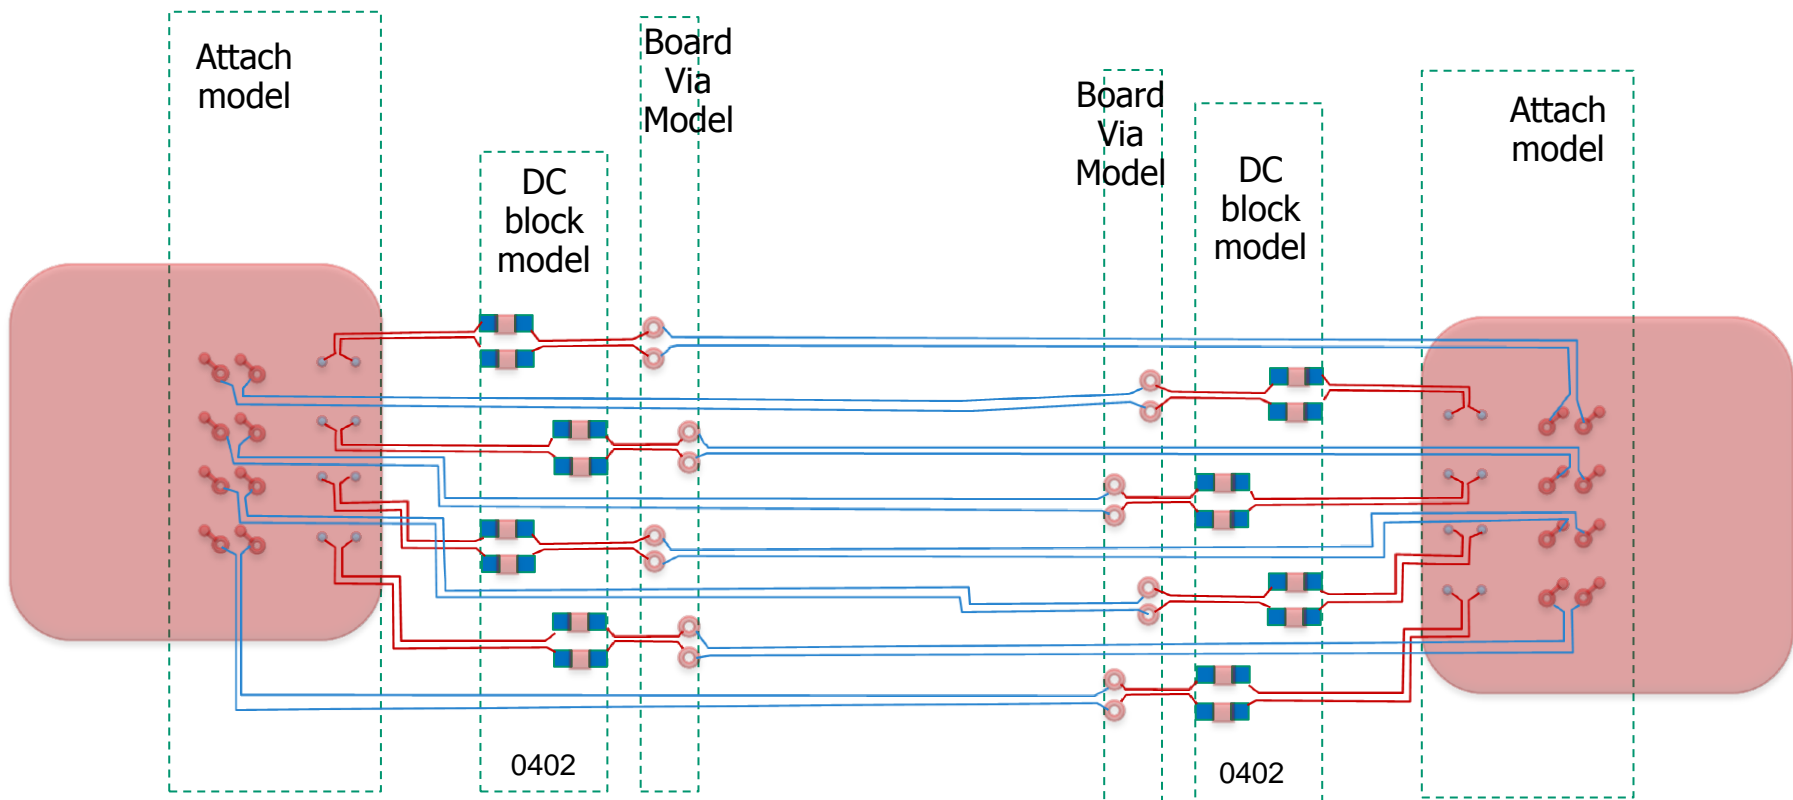 Attach
model
DC
block
model
0402
Board
Via
Model
Board
Via
Model
DC
block
model
0402
Attach
model